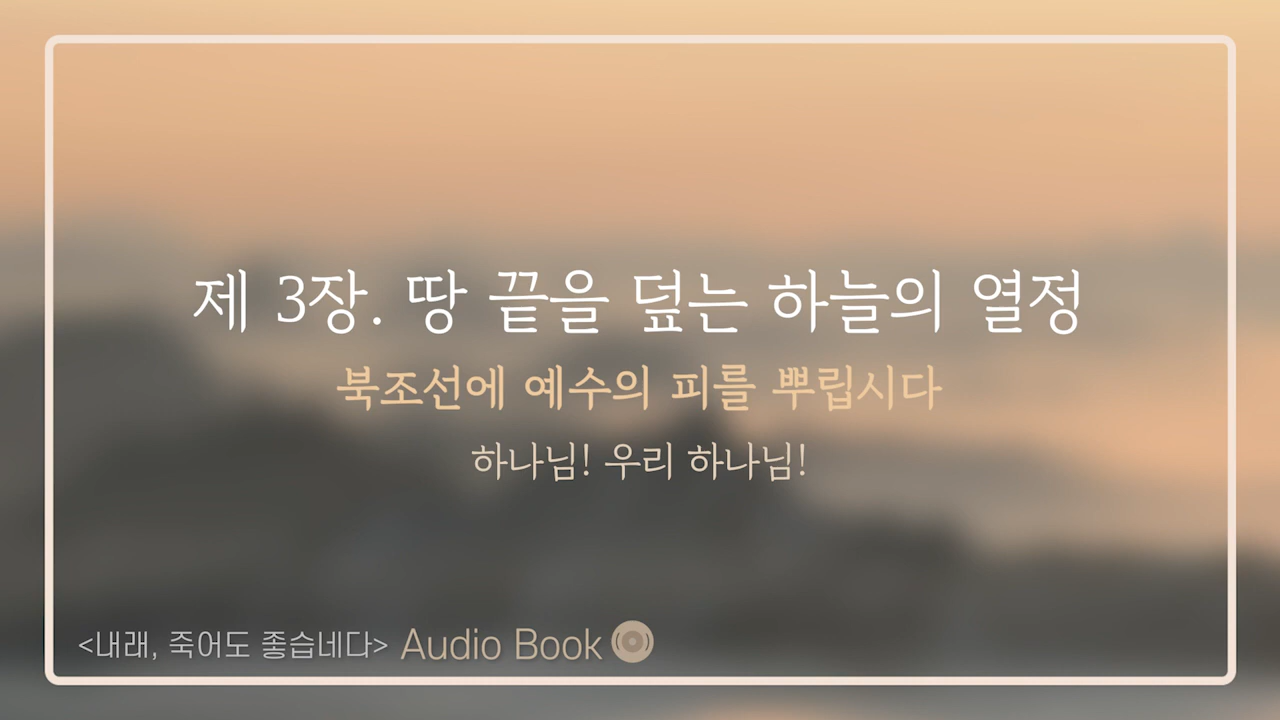 제 3장. 땅 끝을 덮는 하늘의 열정
북조선에 예수의 피를 뿌립시다
하나님! 우리 하나님!
<내래, 죽어도 좋습네다> Audio Book